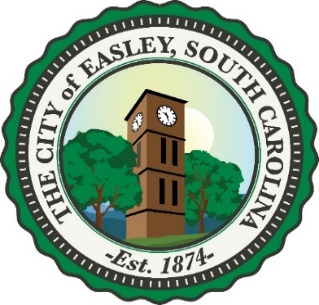 THE CITY of EASLEY, SOUTH CAROLINA
-Est. 1874-